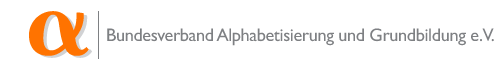 α
Bundesverband Alphabetisierung und Grundbildung e.V.